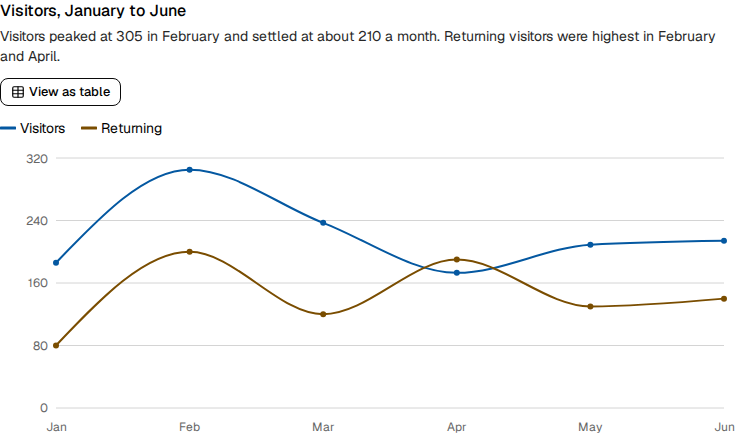 Visitors, January to June
Visitors peaked at 305 in February and settled at about 210 a month. Returning visitors were highest in February
and April.
View as table
Visitors Returning
320
240
160
80
0
Jan Feb Mar Apr May Jun